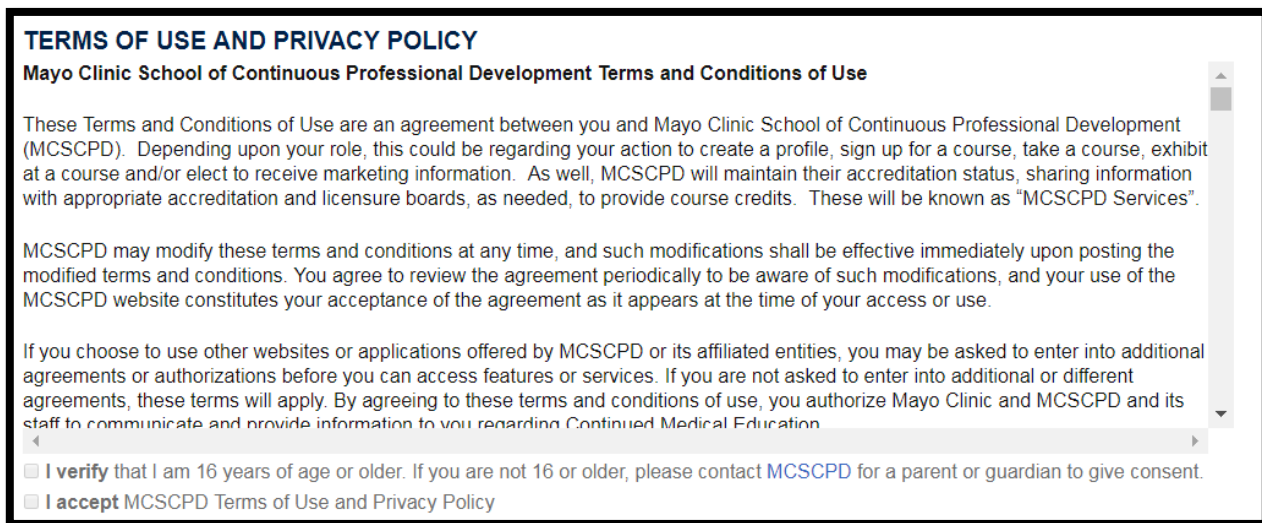 TERMS OF USE AND PRIVACY POLICY
Mayo Clinic School of Continuous Professional Development Terms and Conditions of Use
These Terms and Conditions of Use are an agreement between you and Mayo Clinic School of Continuous Professional Development
(MCSCPD).  Depending upon your role, this could be regarding your action to create a profile, sign up for a course, take a course, exhibit
at a course and/or elect to receive marketing information.  As well, MCSCPD will maintain their accreditation status, sharing information
with appropriate accreditation and licensure boards, as needed, to provide course credits.  These will be known as “MCSCPD Services”.
MCSCPD may modify these terms and conditions at any time, and such modifications shall be effective immediately upon posting the
modified terms and conditions. You agree to review the agreement periodically to be aware of such modifications, and your use of the
MCSCPD website constitutes your acceptance of the agreement as it appears at the time of your access or use.
If you choose to use other websites or applications offered by MCSCPD or its affiliated entities, you may be asked to enter into additional
agreements or authorizations before you can access features or services. If you are not asked to enter into additional or different
agreements, these terms will apply. By agreeing to these terms and conditions of use, you authorize Mayo Clinic and MCSCPD and its
staff to communicate and provide information to you regarding Continued Medical Education
I verify that I am 16 years of age or older. If you are not 16 or older, please contact MCSCPD for a parent or guardian to give consent.
I accept MCSCPD Terms of Use and Privacy Policy